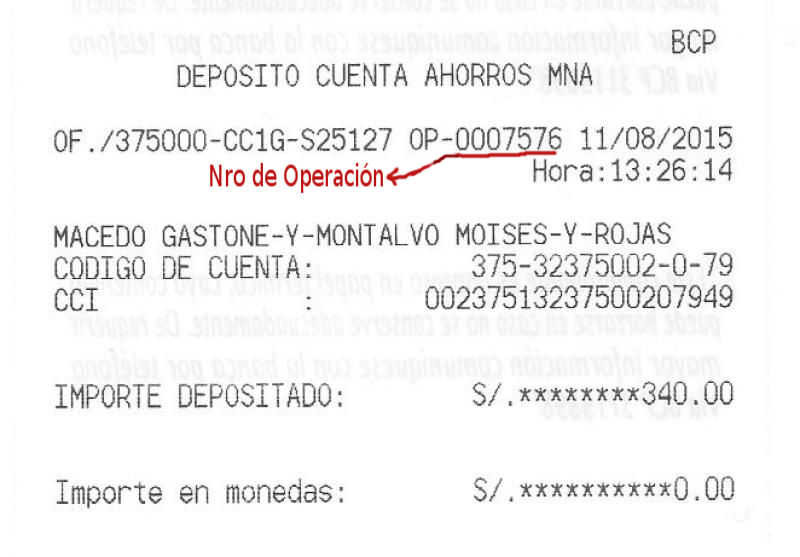 BCP
DEPOSITO CUENTA AHORROS MNA
OF./375000-CC1G-S25127 OP-0007576 11/08/2015
Nro de Operación
Hora:13:26:14
MACEDO GASTONE-Y-MONTALVO MOISES-Y-ROJAS
CODIGO DE CUENTA: 375-32375002-0-79
CCI : 00237513237500207949
IMPORTE DEPOSITADO: S/.********340.00
Importe en monedas: S/.**********0.00